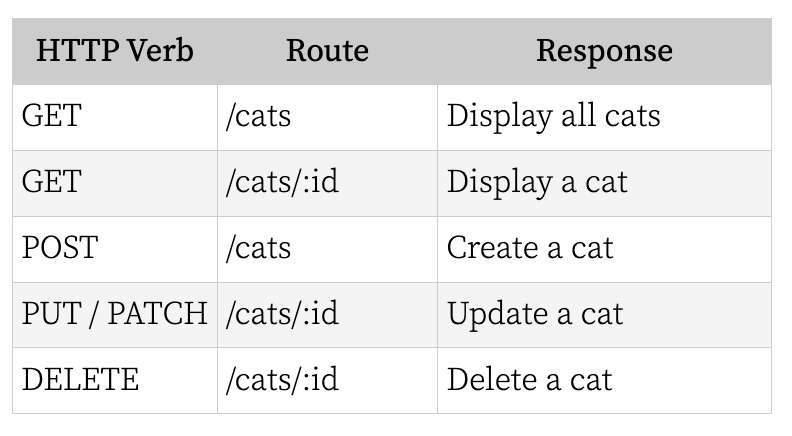 HTTP Verb Route Response
GET /cats Display all cats
GET /cats/:id Display a cat
POST /cats Create a cat
PUT / PATCH /cats/:id Update a cat
DELETE /cats/:id Delete a cat